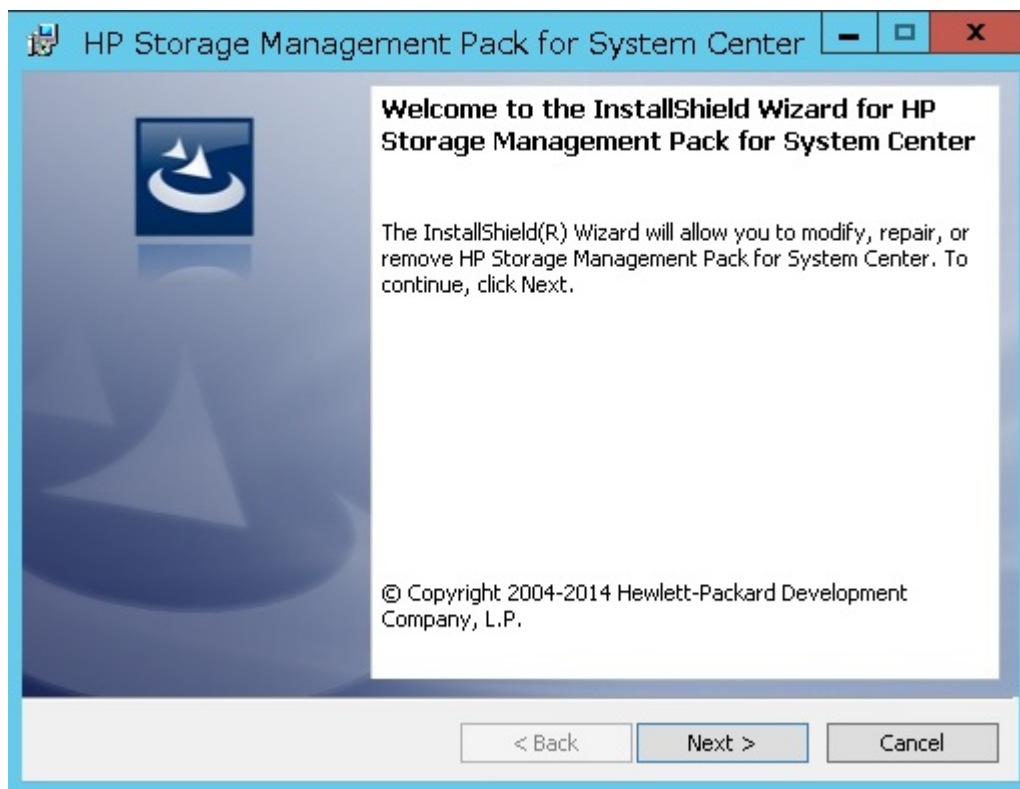 HP Storage Management Pack for System Center
Welcome to the InstallShield Wizard for HP
Storage Management Pack for System Center
The InstallShield(R) Wizard will allow you to modify, repair, or
remove HP Storage Management Pack for System Center. To
continue, click Next.
© Copyright 2004-2014 Hewlett-Packard Development
Company, L.P.
< Back
Next >
Cancel